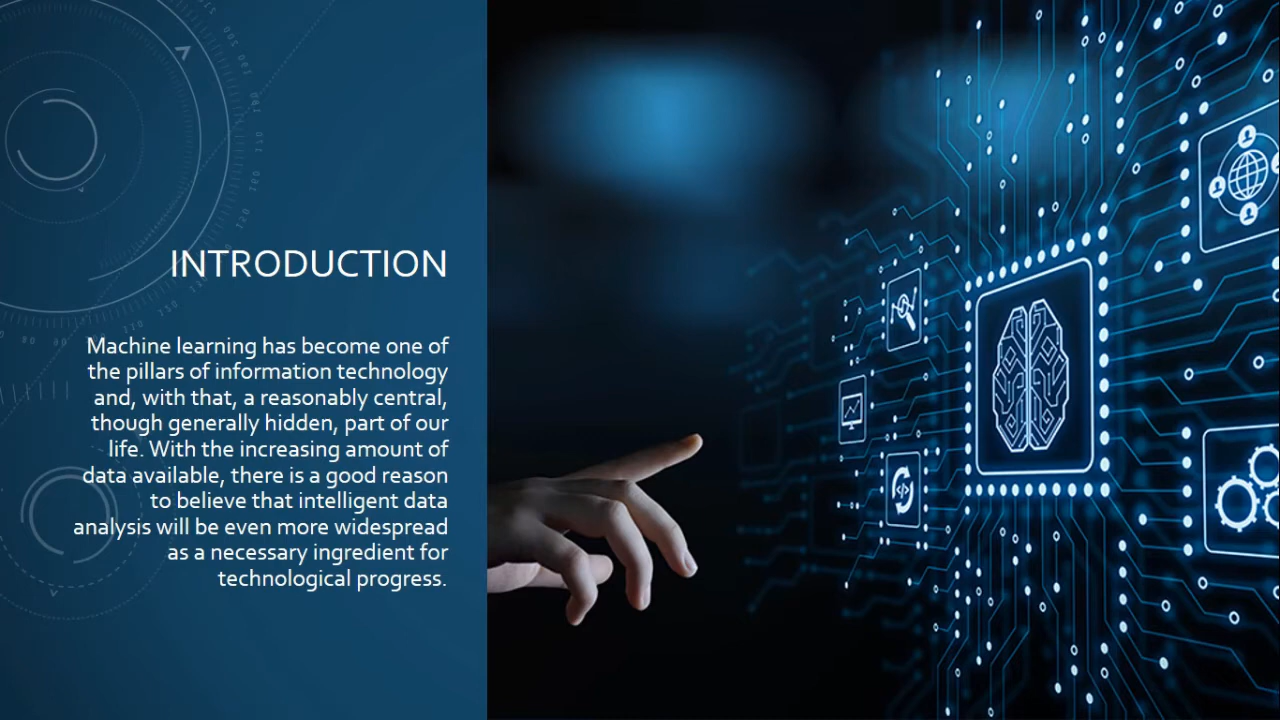 INTRODUCTION
Machine learning has become one of
the pillars of information technology
and, with that, a reasonably central,
though generally hidden, part of our
life. With the increasing amount of
data available, there is a good reason
to believe that intelligent data
analysis will be even more widespread
as a necessary ingredient for
technological progress.